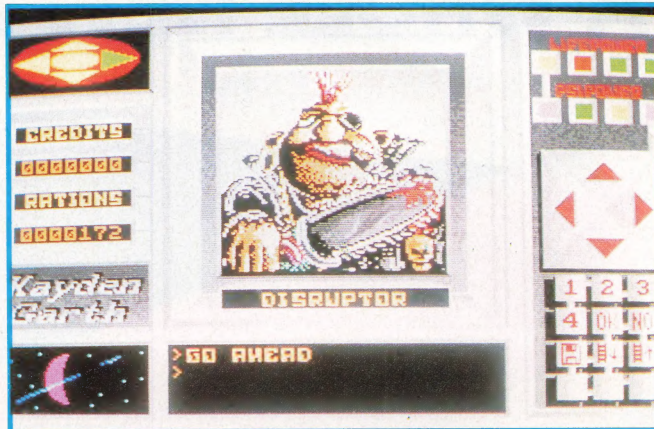 CREDITS
0000000
RATIONS
0000172
Kayden
Garth
DISRUPTOR
>GO AHEAD
>
1 2 3
4 OK NO